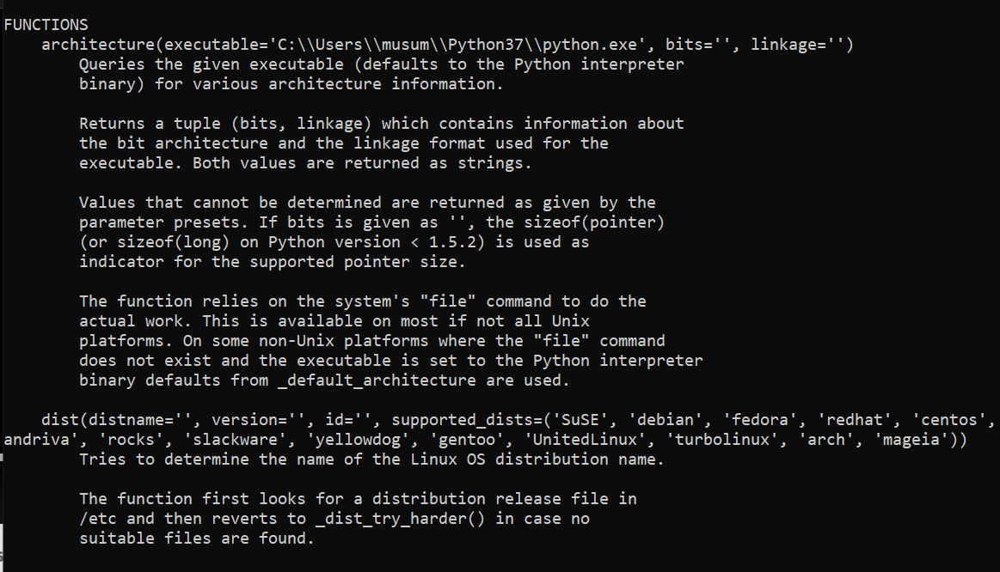 FUNCTIONS
architecture(executable='C:\\Users\\musum\\Python37\\python.exe', bits='', linkage='')
Queries the given executable (defaults to the Python interpreter
binary) for various architecture information.
Returns a tuple (bits, linkage) which contains information about
the bit architecture and the linkage format used for the
executable. Both values are returned as strings.
Values that cannot be determined are returned as given by the
parameter presets. If bits is given as '', the sizeof(pointer)
(or sizeof(long) on Python version < 1.5.2) is used as
indicator for the supported pointer size.
The function relies on the system's "file" command to do the
actual work. This is available on most if not all Unix
platforms. On some non-Unix platforms where the "file" command
does not exist and the executable is set to the Python interpreter
binary defaults from _default_architecture are used.
dist(distname='', version='', id='', supported_dists=('SuSE', 'debian', 'fedora', 'redhat', 'centos',
andriva', 'rocks', 'slackware', 'yellowdog', 'gentoo', 'UnitedLinux', 'turbolinux', 'arch', 'mageia'))
Tries to determine the name of the Linux OS distribution name.
The function first looks for a distribution release file in
/etc and then reverts to _dist_try_harder() in case no
suitable files are found.